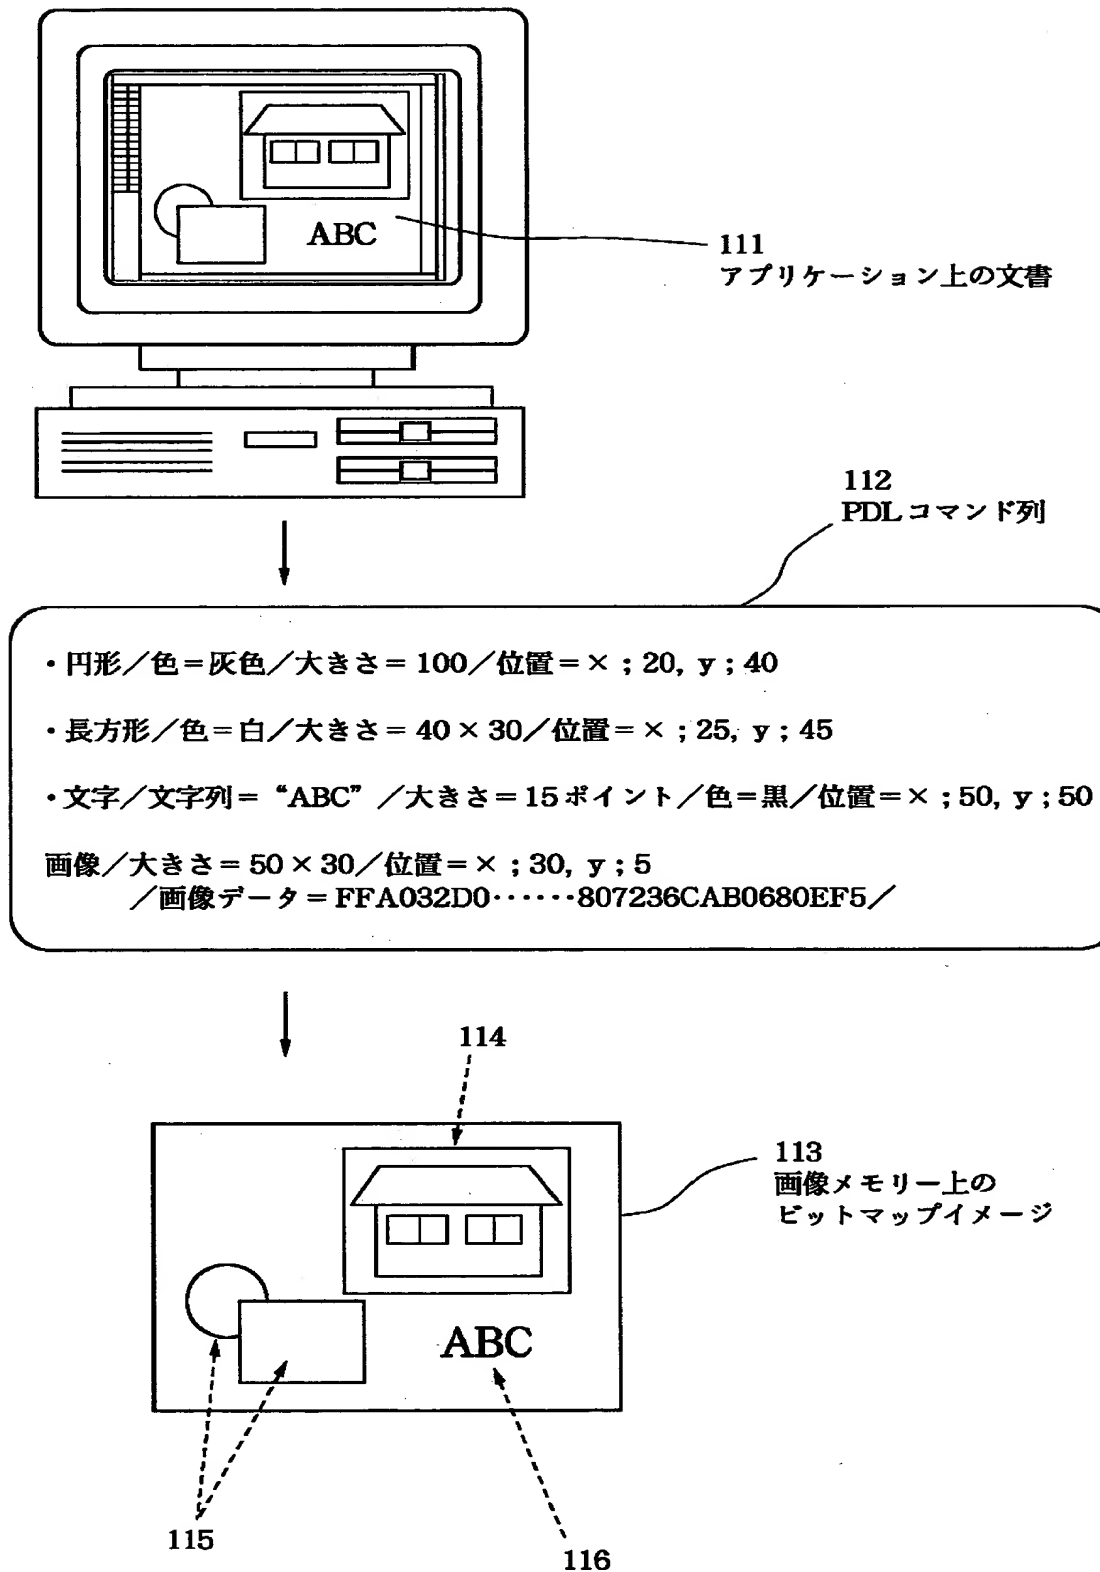 ABC
111
アプリケーション上の文書
112
PDLコマンド列
・円形／色＝灰色／大きさ＝100／位置＝×；20, y；40
・長方形／色＝白／大きさ＝40×30／位置＝×；25, y；45
・文字／文字列＝“ABC”／大きさ＝15ポイント／色＝黒／位置＝×；50, y；50
画像／大きさ＝50×30／位置＝×；30, y；5
／画像データ＝FFA032D0……807236CAB0680EF5／
114
113
画像メモリー上の
ビットマップイメージ
ABC
115
116